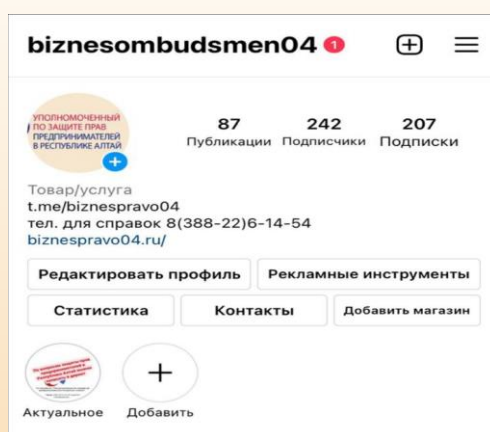 biznesombudsmen04 1
УПОЛНОМОЧЕННЫЙ
ПО ЗАЩИТЕ ПРАВ
ПРЕДПРИНИМАТЕЛЕЙ
В РЕСПУБЛИКЕ АЛТАЙ
87 242 207
Публикации Подписчики Подписки
Товар/услуга
t.me/biznespravo04
тел. для справок 8(388-22)6-14-54
biznespravo04.ru/
Редактировать профиль Рекламные инструменты
Статистика Контакты Добавить магазин
Актуальное Добавить